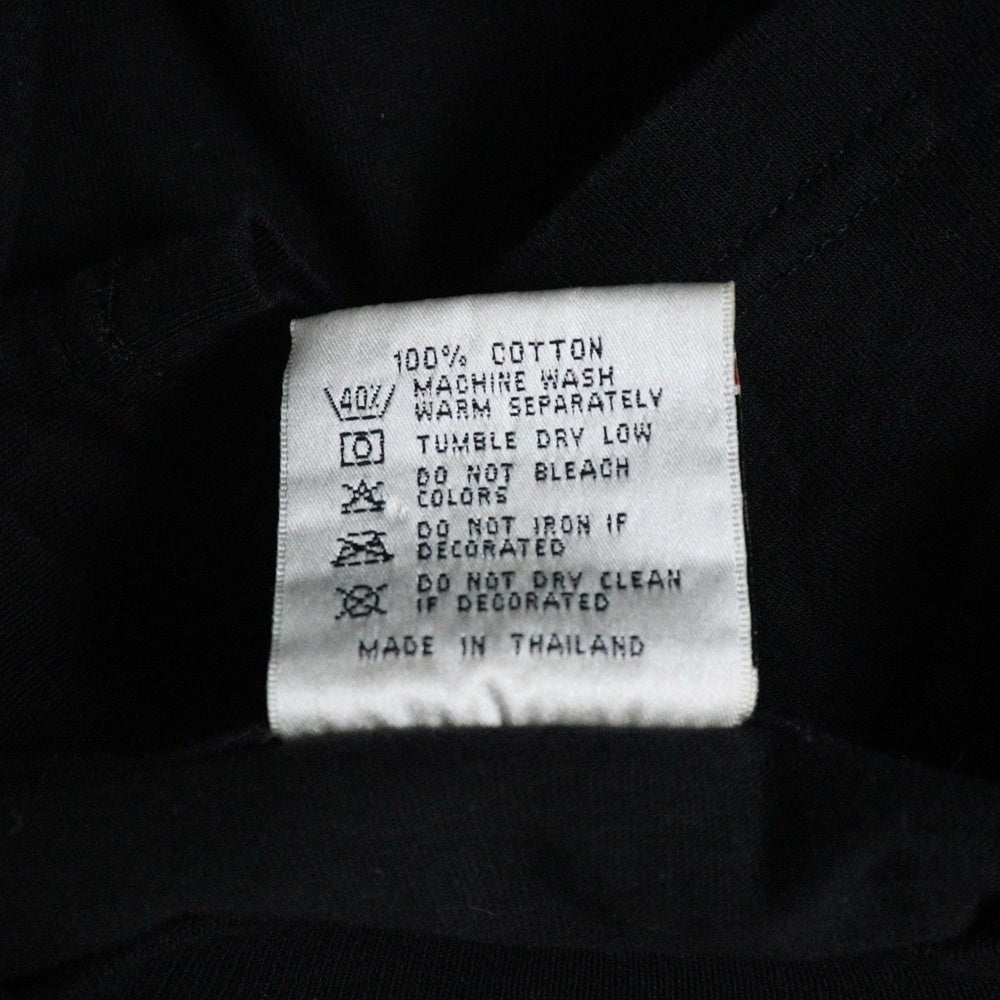 100% COTTON
40% MACHINE WASH
WARM SEPARATELY
TUMBLE DRY LOW
DO NOT BLEACH
COLORS
DO NOT IRON IF
DECORATED
DO NOT DRY CLEAN
IF DECORATED
MADE IN THAILAND